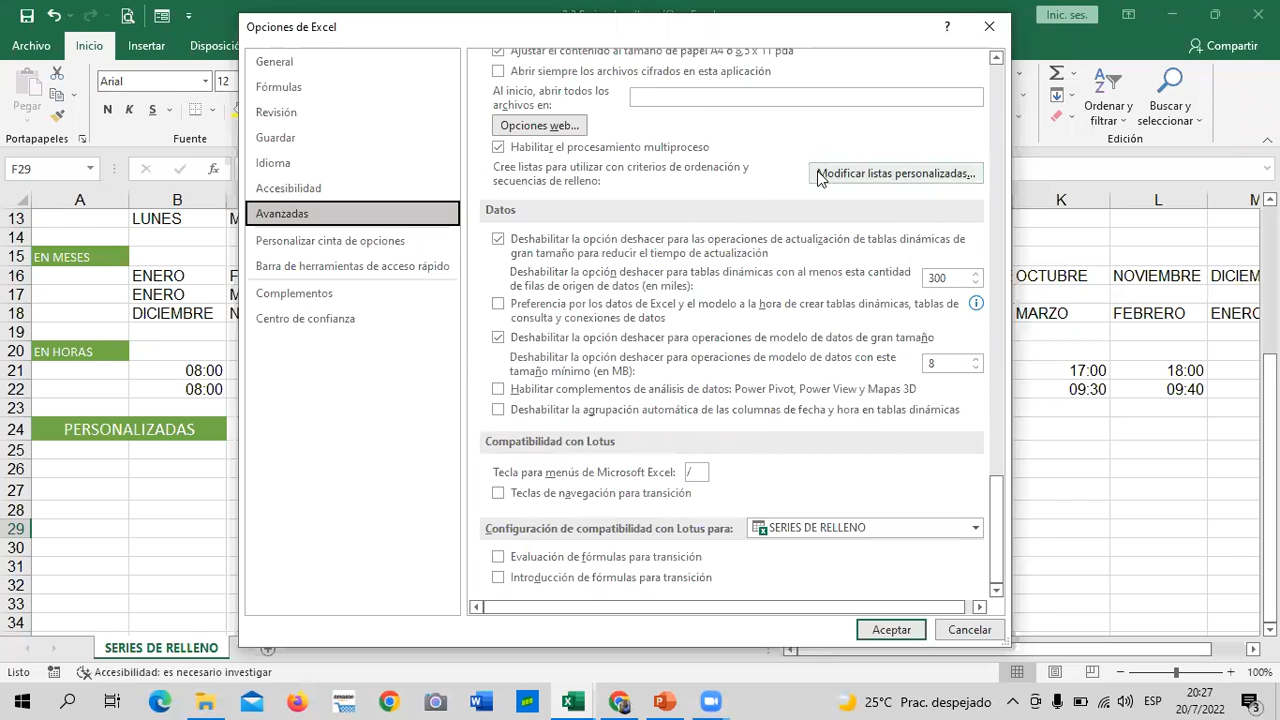 Opciones de Excel
Inic. ses.
Archivo Inicio Insertar Disposició
Compartir
General
Fórmulas
Revisión
Guardar
Idioma
Accesibilidad
Avanzadas
Personalizar cinta de opciones
Barra de herramientas de acceso rápido
Complementos
Centro de confianza
Ajustar el contenido al tamaño de papel A4 o 8,5 x 11 pda
Abrir siempre los archivos cifrados en esta aplicación
Al inicio, abrir todos los
archivos en:
Opciones web...
Habilitar el procesamiento multiproceso
Cree listas para utilizar con criterios de ordenación y
secuencias de relleno:
Modificar listas personalizadas...
Datos
Deshabilitar la opción deshacer para las operaciones de actualización de tablas dinámicas de
gran tamaño para reducir el tiempo de actualización
Deshabilitar la opción deshacer para tablas dinámicas con al menos esta cantidad
de filas de origen de datos (en miles):
300
Preferencia por los datos de Excel y el modelo a la hora de crear tablas dinámicas, tablas de
consulta y conexiones de datos
Deshabilitar la opción deshacer para operaciones de modelo de datos de gran tamaño
Deshabilitar la opción deshacer para operaciones de modelo de datos con este
tamaño mínimo (en MB):
8
Habilitar complementos de análisis de datos: Power Pivot, Power View y Mapas 3D
Deshabilitar la agrupación automática de las columnas de fecha y hora en tablas dinámicas
Compatibilidad con Lotus
Tecla para menús de Microsoft Excel: /
Teclas de navegación para transición
Configuración de compatibilidad con Lotus para: SERIES DE RELLENO
Evaluación de fórmulas para transición
Introducción de fórmulas para transición
Aceptar Cancelar
Pegar
Arial 12
N K S
Portapapeles Fuente
Ordenar y
filtrar
Buscar y
seleccionar
Edición
F29 fx
A B K L M
13 LUNES
14
15 EN MESES
16 ENERO F OCTUBRE NOVIEMBRE DICIEM
17 ENERO M
18 DICIEMBRE N MARZO FEBRERO ENERO
19
20 EN HORAS
21 08:00 17:00 18:00
22 08:00 09:30 09:40
23
24 PERSONALIZADAS
25
26
27
28
29
30
31
32
33
34
SERIES DE RELLENO
Listo Accesibilidad: es necesario investigar 100%
25°C Prac. despejado ESP 20:27
20/7/2022 3